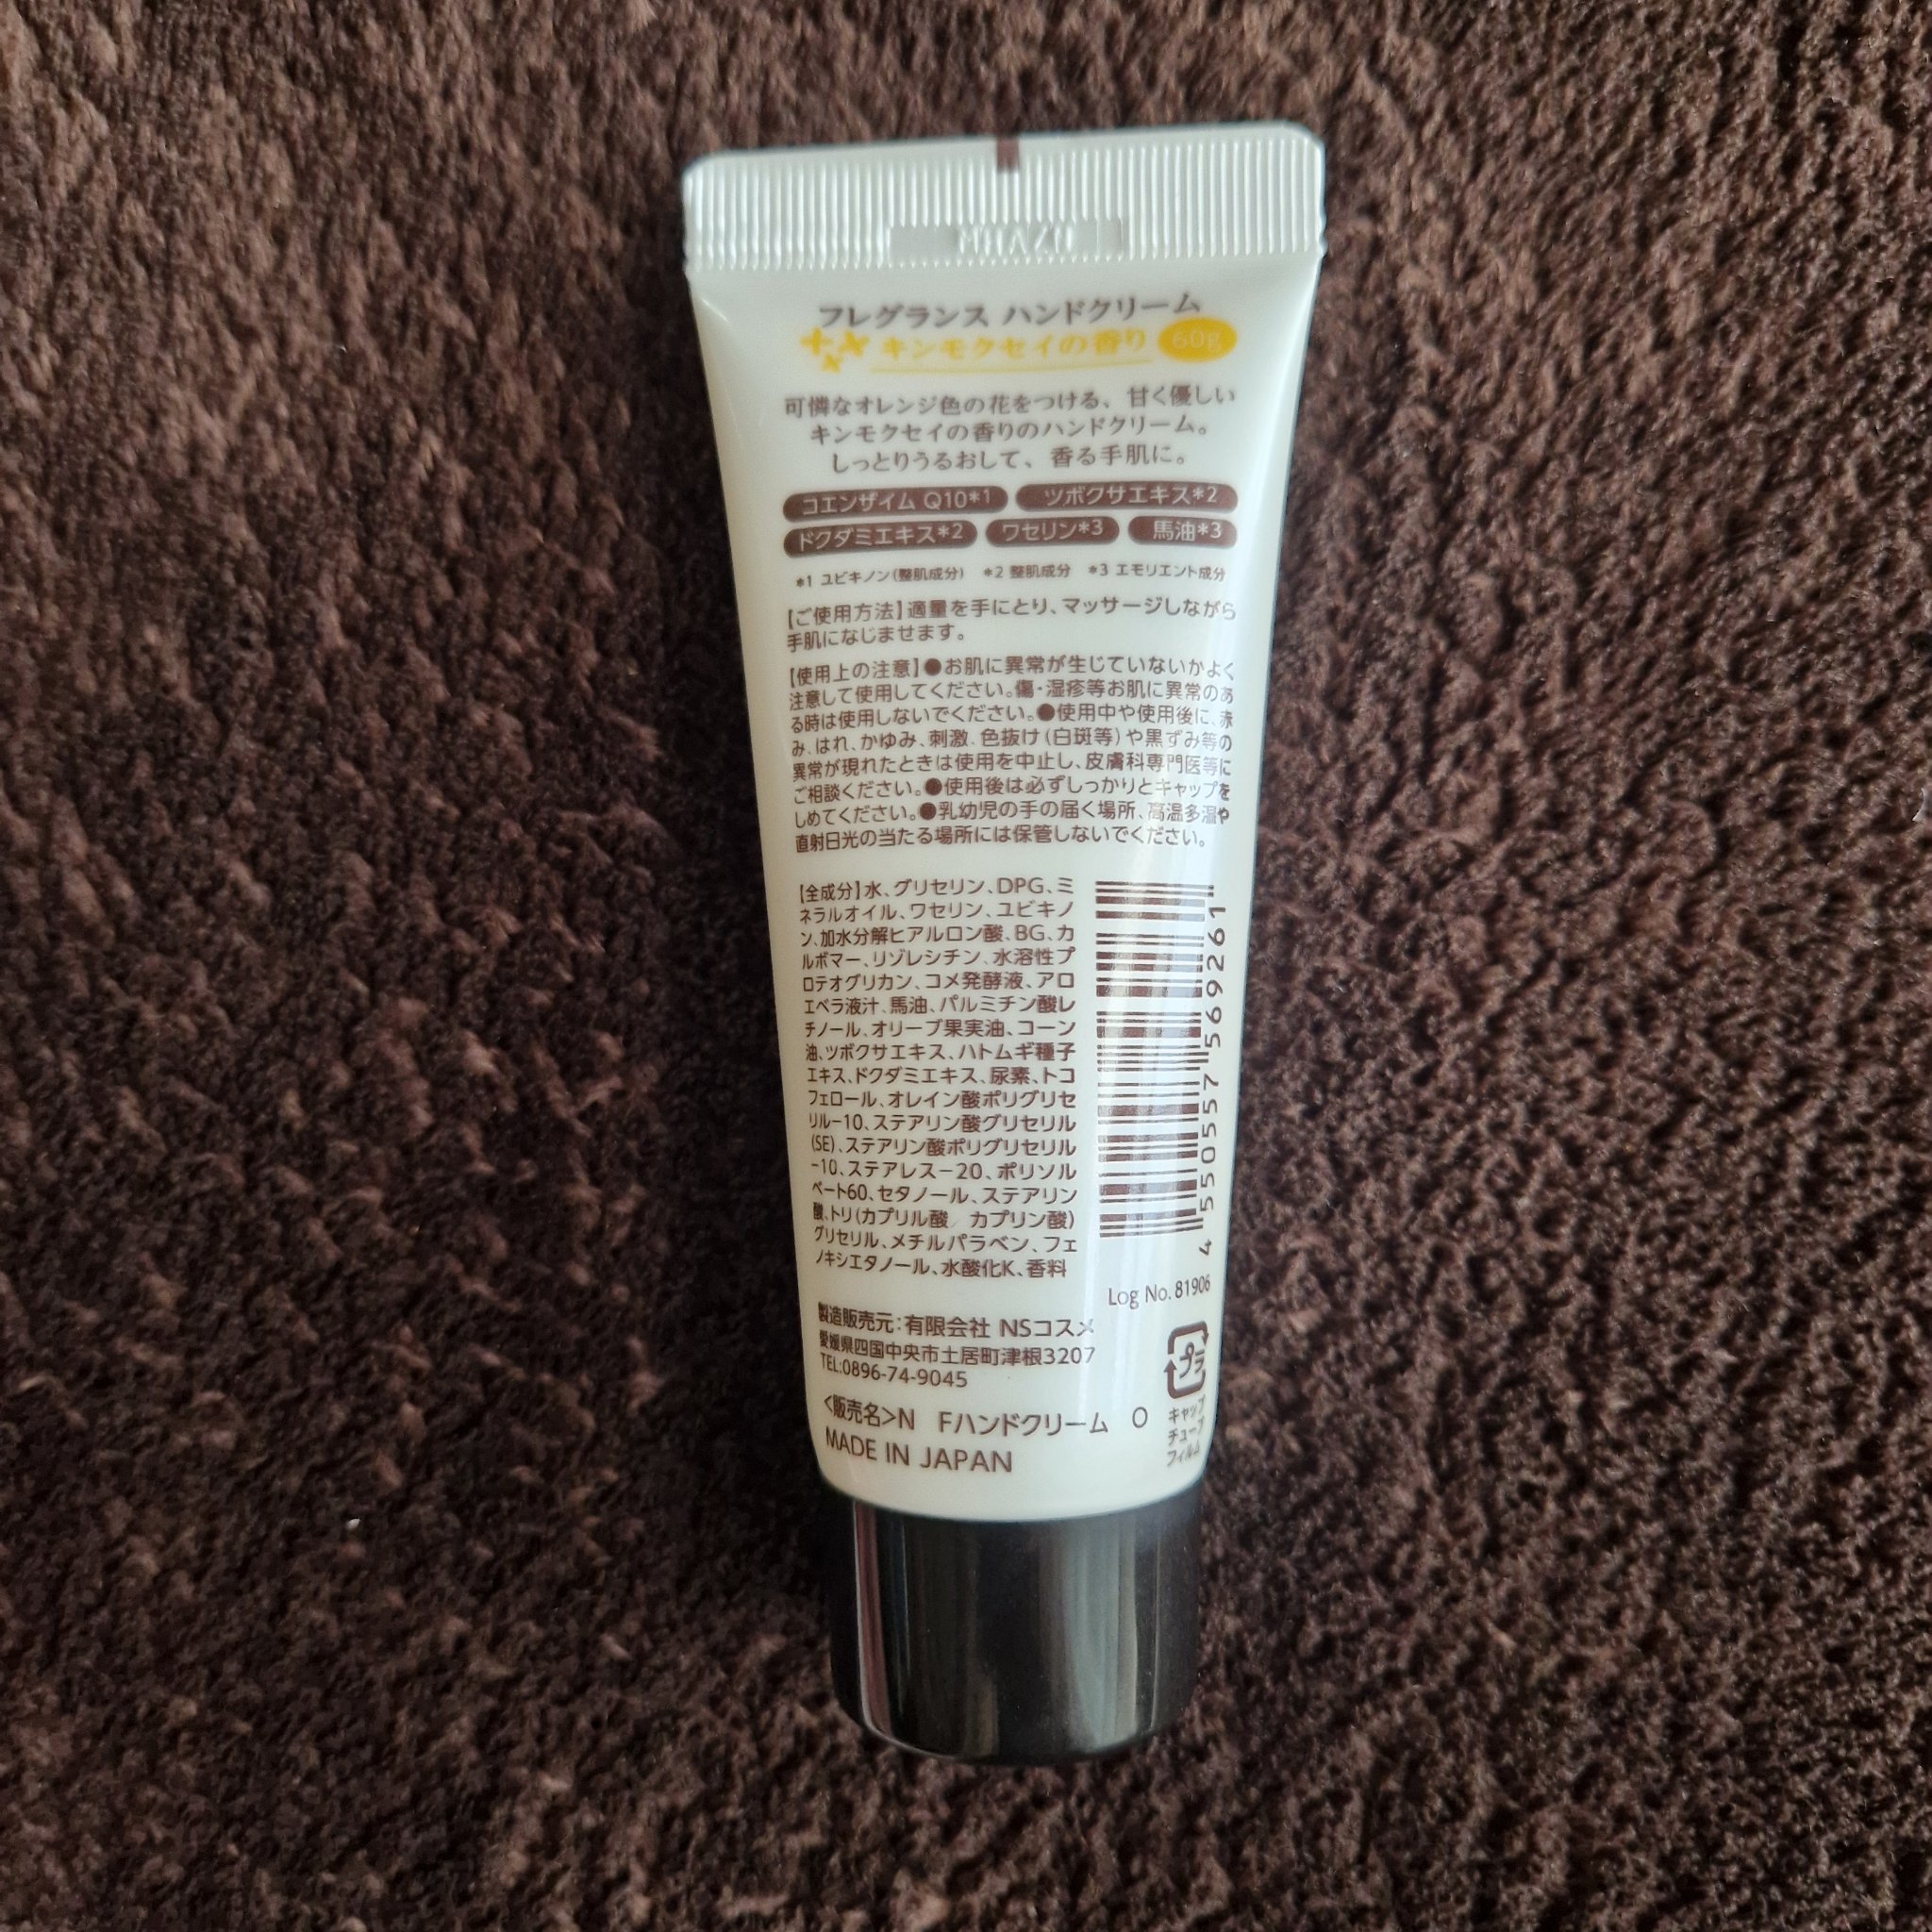 フレグランス ハンドクリーム
キンモクセイの香り 60g
可憐なオレンジ色の花をつける、甘く優しい
キンモクセイの香りのハンドクリーム。
しっとりうるおして、香る手肌に。
コエンザイム Q10*1 ツボクサエキス*2
ドクダミエキス*2 ワセリン*3 馬油*3
*1 ユビキノン(整肌成分) *2 整肌成分 *3 エモリエント成分
【ご使用方法】適量を手にとり、マッサージしながら
手肌になじませます。
【使用上の注意】●お肌に異常が生じていないかよく
注意して使用してください。傷・湿疹等お肌に異常のあ
る時は使用しないでください。●使用中や使用後に、赤
み、はれ、かゆみ、刺激、色抜け(白斑等)や黒ずみ等の
異常が現れたときは使用を中止し、皮膚科専門医等に
ご相談ください。●使用後は必ずしっかりとキャップを
しめてください。●乳幼児の手の届く場所、高温多湿や
直射日光の当たる場所には保管しないでください。
【全成分】水、グリセリン、DPG、ミ
ネラルオイル、ワセリン、ユビキノ
ン、加水分解ヒアルロン酸、BG、カ
ルボマー、リゾレシチン、水溶性プ
ロテオグリカン、コメ発酵液、アロ
エベラ液汁、馬油、パルミチン酸レ
チノール、オリーブ果実油、コーン
油、ツボクサエキス、ハトムギ種子
エキス、ドクダミエキス、尿素、トコ
フェロール、オレイン酸ポリグリセ
リル-10、ステアリン酸グリセリル
(SE)、ステアリン酸ポリグリセリル
-10、ステアレス-20、ポリソル
ベート60、セタノール、ステアリン
酸、トリ(カプリル酸/カプリン酸)
グリセリル、メチルパラベン、フェ
ノキシエタノール、水酸化K、香料
4 550557 569261
Log No. 81906
製造販売元:有限会社 NSコスメ
愛媛県四国中央市土居町津根3207
TEL:0896-74-9045
<販売名>N Fハンドクリーム O
MADE IN JAPAN
プラ
キャップ
チューブ
フィルム